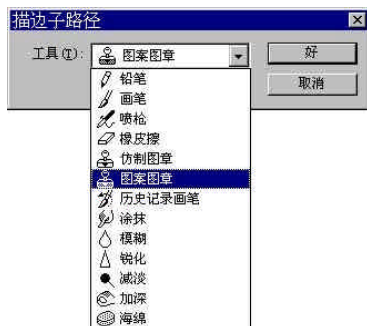 描边子路径
工具(T): 图案图章 好
取消
铅笔
画笔
喷枪
橡皮擦
仿制图章
图案图章
历史记录画笔
涂抹
模糊
锐化
减淡
加深
海绵